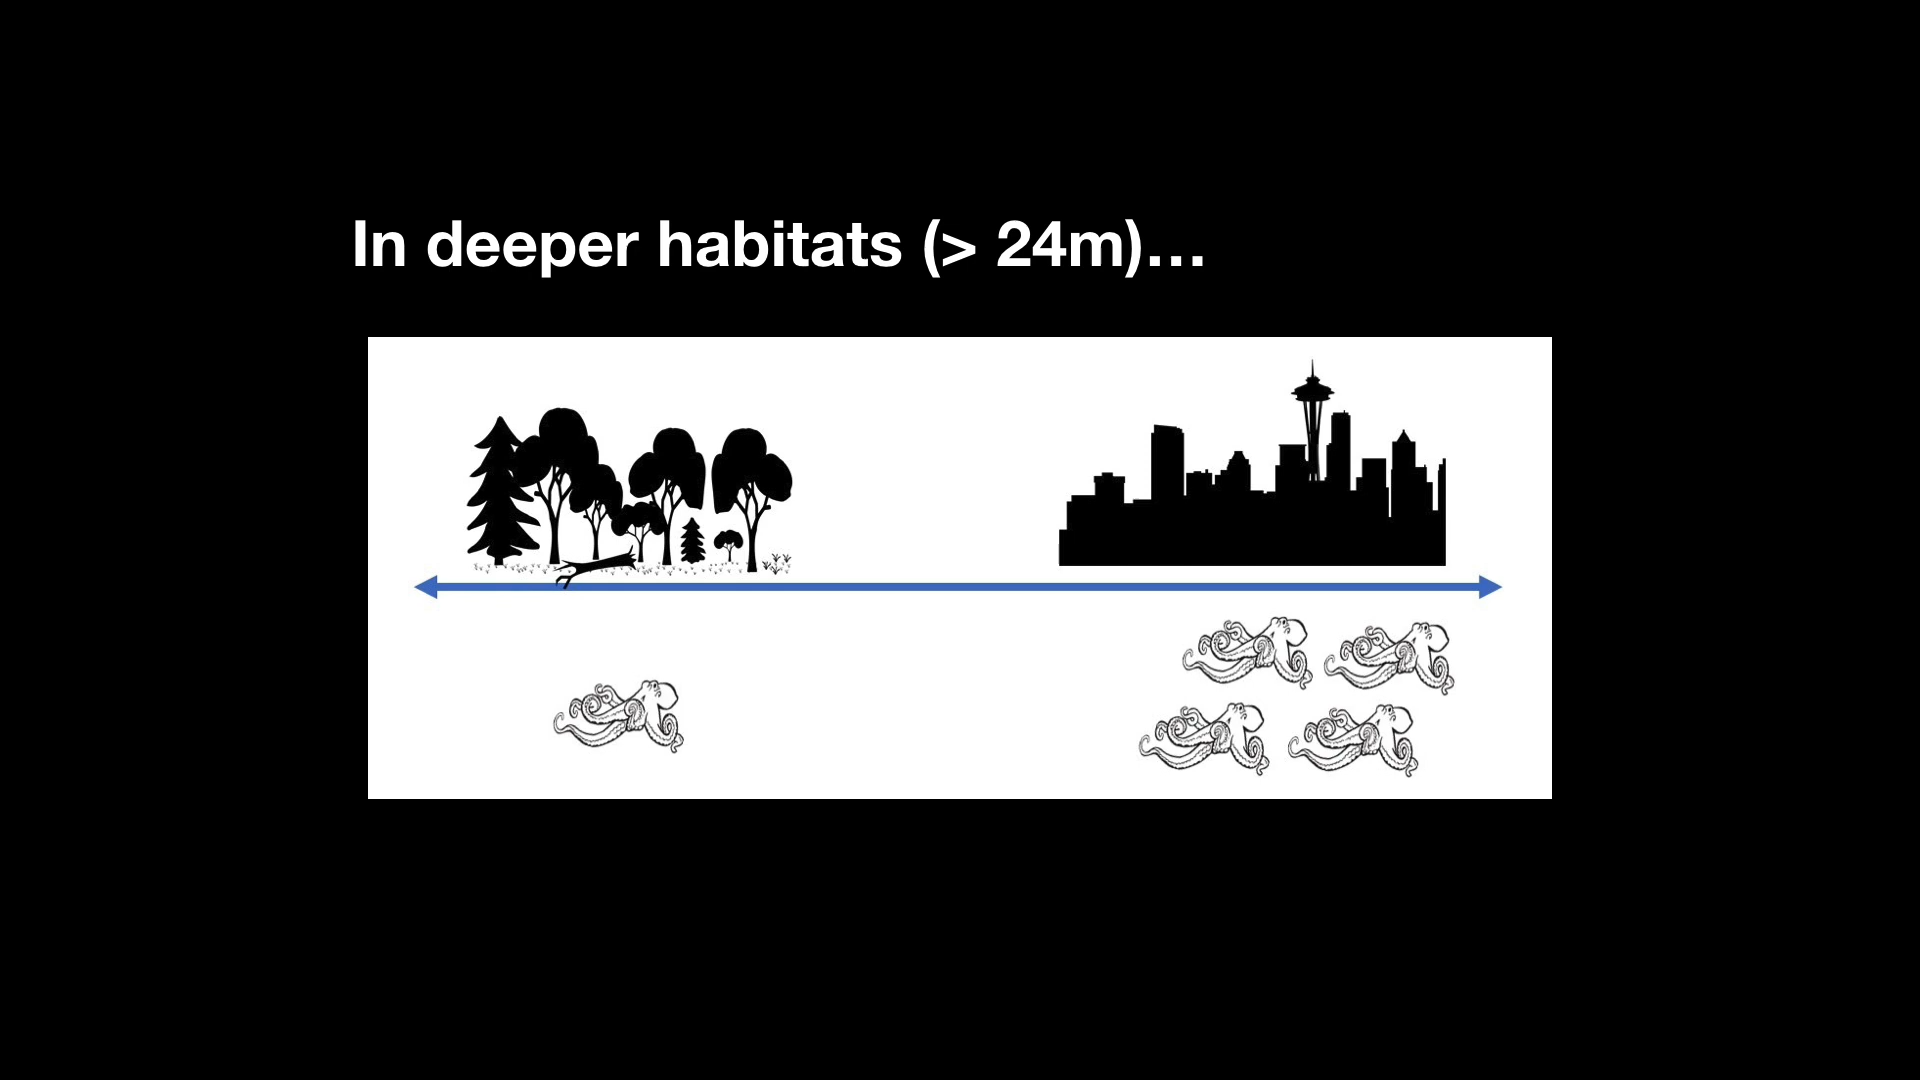 In deeper habitats (> 24m)…